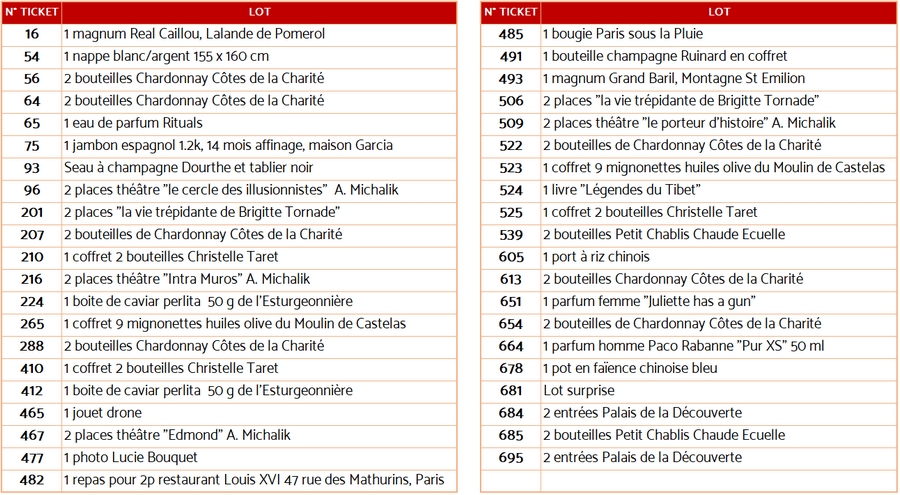 N° TICKET LOT
16 1 magnum Real Caillou, Lalande de Pomerol
54 1 nappe blanc/argent 155 x 160 cm
56 2 bouteilles Chardonnay Côtes de la Charité
64 2 bouteilles Chardonnay Côtes de la Charité
65 1 eau de parfum Rituals
75 1 jambon espagnol 1.2k, 14 mois affinage, maison Garcia
93 Seau à champagne Dourthe et tablier noir
96 2 places théâtre "le cercle des illusionnistes" A. Michalik
201 2 places "la vie trépidante de Brigitte Tornade"
207 2 bouteilles de Chardonnay Côtes de la Charité
210 1 coffret 2 bouteilles Christelle Taret
216 2 places théâtre "Intra Muros" A. Michalik
224 1 boite de caviar perlita 50 g de l'Esturgeonnière
265 1 coffret 9 mignonettes huiles olive du Moulin de Castelas
288 2 bouteilles Chardonnay Côtes de la Charité
410 1 coffret 2 bouteilles Christelle Taret
412 1 boite de caviar perlita 50 g de l'Esturgeonnière
465 1 jouet drone
467 2 places théâtre "Edmond" A. Michalik
477 1 photo Lucie Bouquet
482 1 repas pour 2p restaurant Louis XVI 47 rue des Mathurins, Paris
N° TICKET LOT
485 1 bougie Paris sous la Pluie
491 1 bouteille champagne Ruinard en coffret
493 1 magnum Grand Baril, Montagne St Emilion
506 2 places "la vie trépidante de Brigitte Tornade"
509 2 places théâtre "le porteur d'histoire" A. Michalik
522 2 bouteilles de Chardonnay Côtes de la Charité
523 1 coffret 9 mignonettes huiles olive du Moulin de Castelas
524 1 livre "Légendes du Tibet"
525 1 coffret 2 bouteilles Christelle Taret
539 2 bouteilles Petit Chablis Chaude Ecuelle
605 1 port à riz chinois
613 2 bouteilles Chardonnay Côtes de la Charité
651 1 parfum femme "Juliette has a gun"
654 2 bouteilles de Chardonnay Côtes de la Charité
664 1 parfum homme Paco Rabanne "Pur XS" 50 ml
678 1 pot en faïence chinoise bleu
681 Lot surprise
684 2 entrées Palais de la Découverte
685 2 bouteilles Petit Chablis Chaude Ecuelle
695 2 entrées Palais de la Découverte